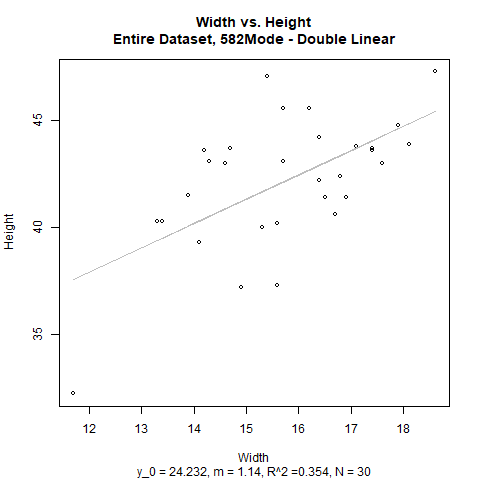 Width vs. Height
Entire Dataset, 582Mode - Double Linear
Height
45
40
35
12 13 14 15 16 17 18
Width
y_0 = 24.232, m = 1.14, R^2 =0.354, N = 30